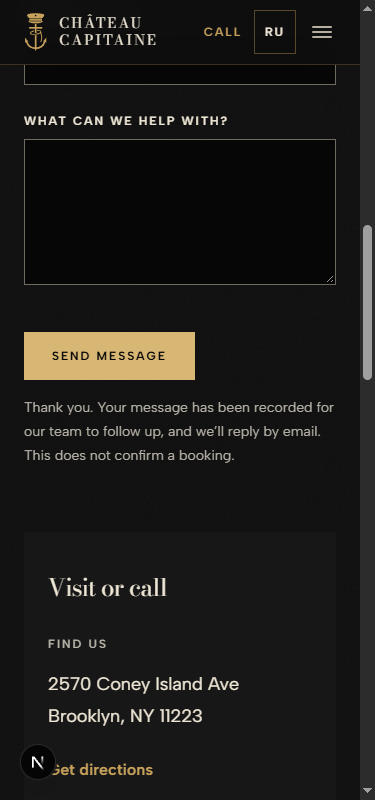 CHÂTEAU
CAPITAINE
CALL
RU
WHAT CAN WE HELP WITH?
SEND MESSAGE
Thank you. Your message has been recorded for
our team to follow up, and we’ll reply by email.
This does not confirm a booking.
Visit or call
FIND US
2570 Coney Island Ave
Brooklyn, NY 11223
N
Get directions